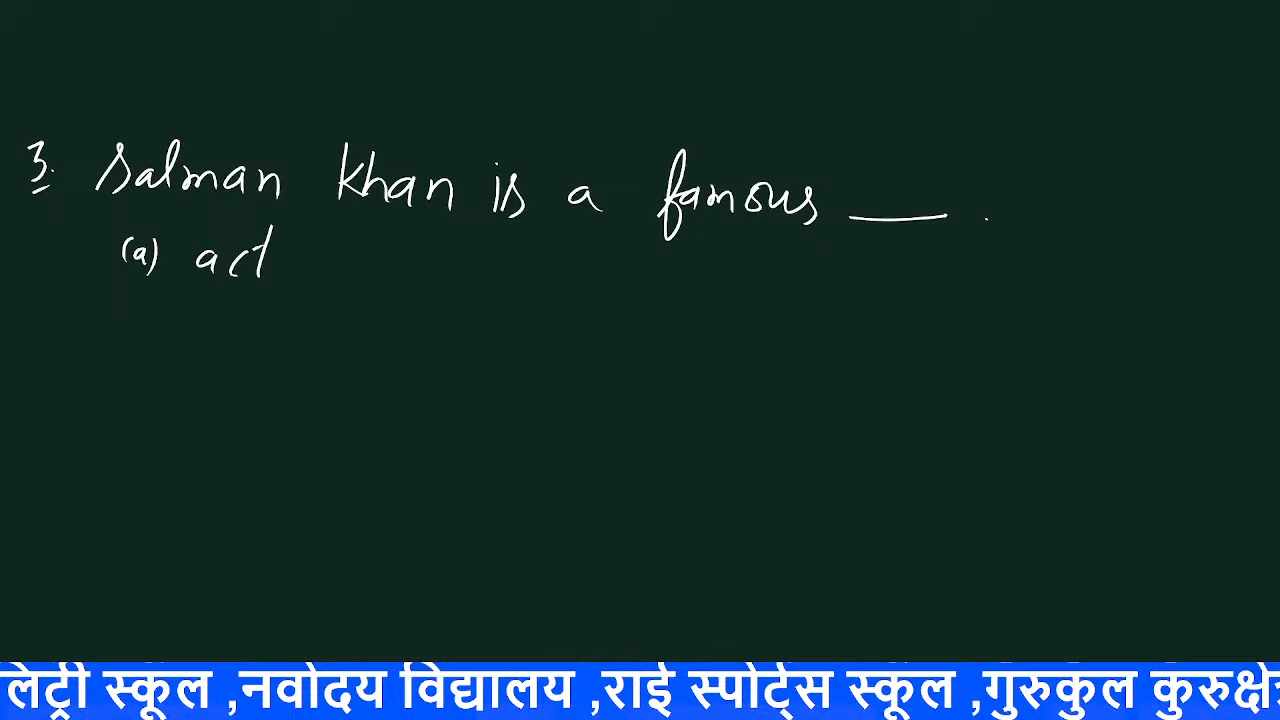 3. Salman khan is a famous ___ .
(a) act
लिट्री स्कूल ,नवोदय विद्यालय ,राई स्पोर्ट्स स्कूल ,गुरुकुल कुरुक्षेत्र